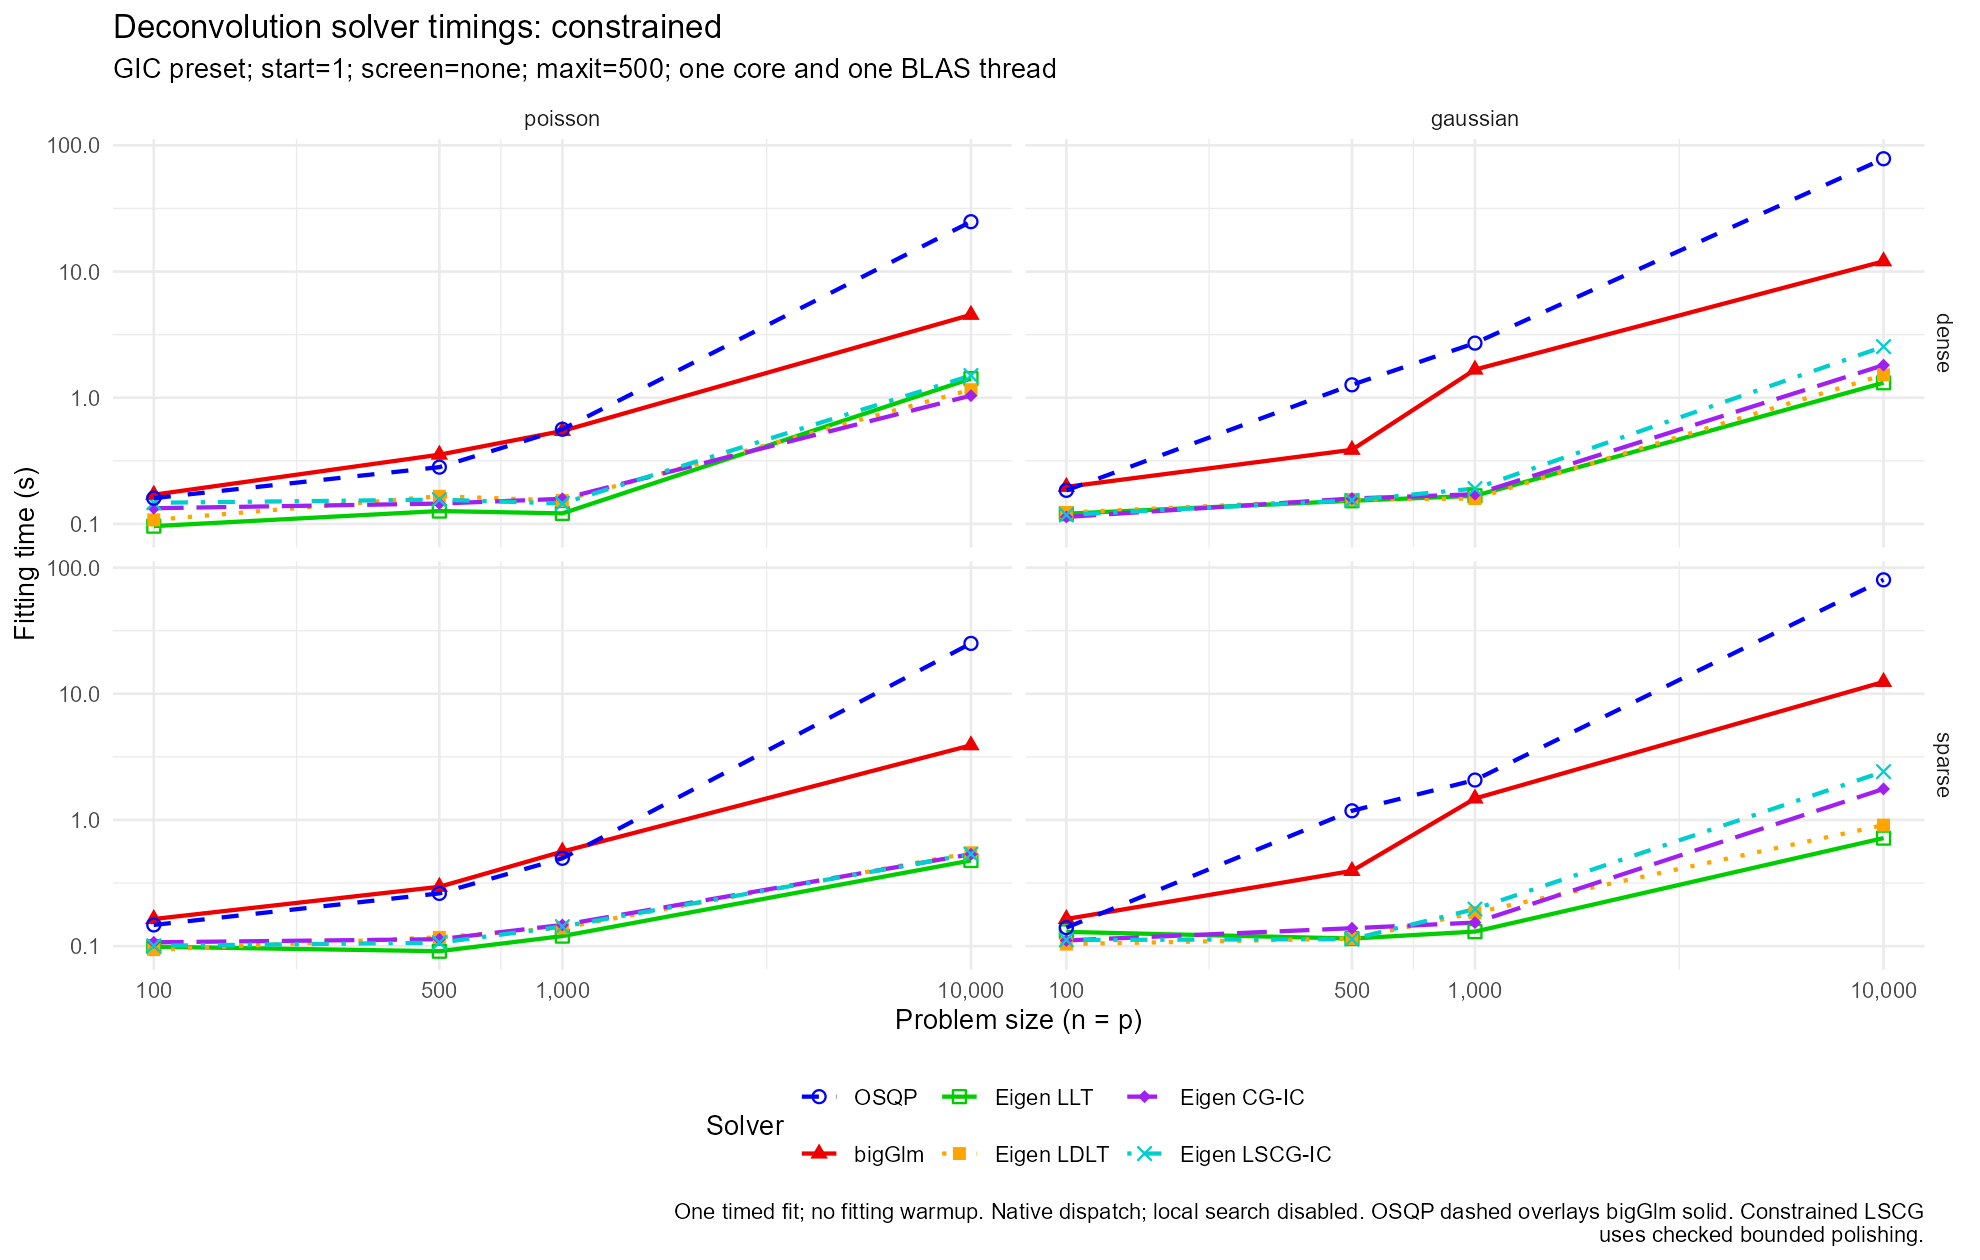 Deconvolution solver timings: constrained
GIC preset; start=1; screen=none; maxit=500; one core and one BLAS thread
poisson
gaussian
100.0
10.0
1.0
0.1
dense
100.0
10.0
1.0
0.1
sparse
Fitting time (s)
100
500
1,000
10,000
100
500
1,000
10,000
Problem size (n = p)
Solver
OSQP
Eigen LLT
Eigen CG-IC
bigGlm
Eigen LDLT
Eigen LSCG-IC
One timed fit; no fitting warmup. Native dispatch; local search disabled. OSQP dashed overlays bigGlm solid. Constrained LSCG
uses checked bounded polishing.